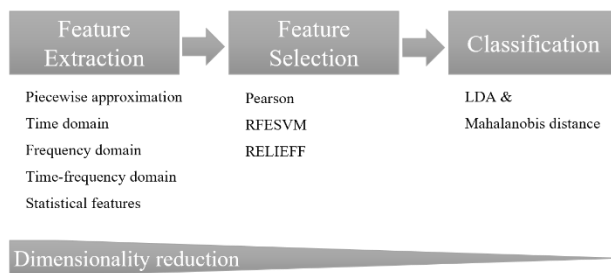 Feature
Extraction
Feature
Selection
Classification
Piecewise approximation
Time domain
Frequency domain
Time-frequency domain
Statistical features
Pearson
RFESVM
RELIEFF
LDA &
Mahalanobis distance
Dimensionality reduction